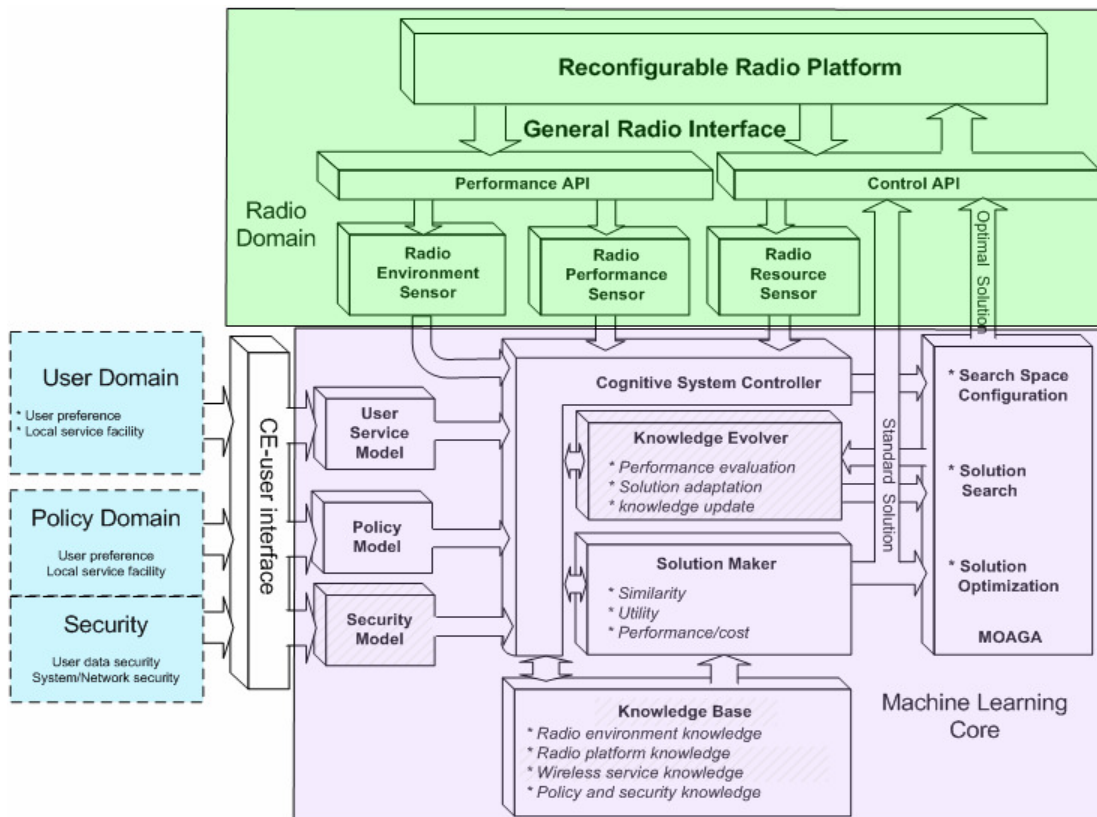 Reconfigurable Radio Platform
General Radio Interface
Performance API
Control API
Radio
Domain
Radio
Environment
Sensor
Radio
Performance
Sensor
Radio
Resource
Sensor
Optimal Solution
User Domain
* User preference
* Local service facility
Policy Domain
User preference
Local service facility
Security
User data security
System/Network security
CE-user interface
User
Service
Model
Policy
Model
Security
Model
Cognitive System Controller
Knowledge Evolver
* Performance evaluation
* Solution adaptation
* knowledge update
Solution Maker
* Similarity
* Utility
* Performance/cost
Standard Solution
* Search Space
Configuration
* Solution
Search
* Solution
Optimization
MOAGA
Knowledge Base
* Radio environment knowledge
* Radio platform knowledge
* Wireless service knowledge
* Policy and security knowledge
Machine Learning
Core